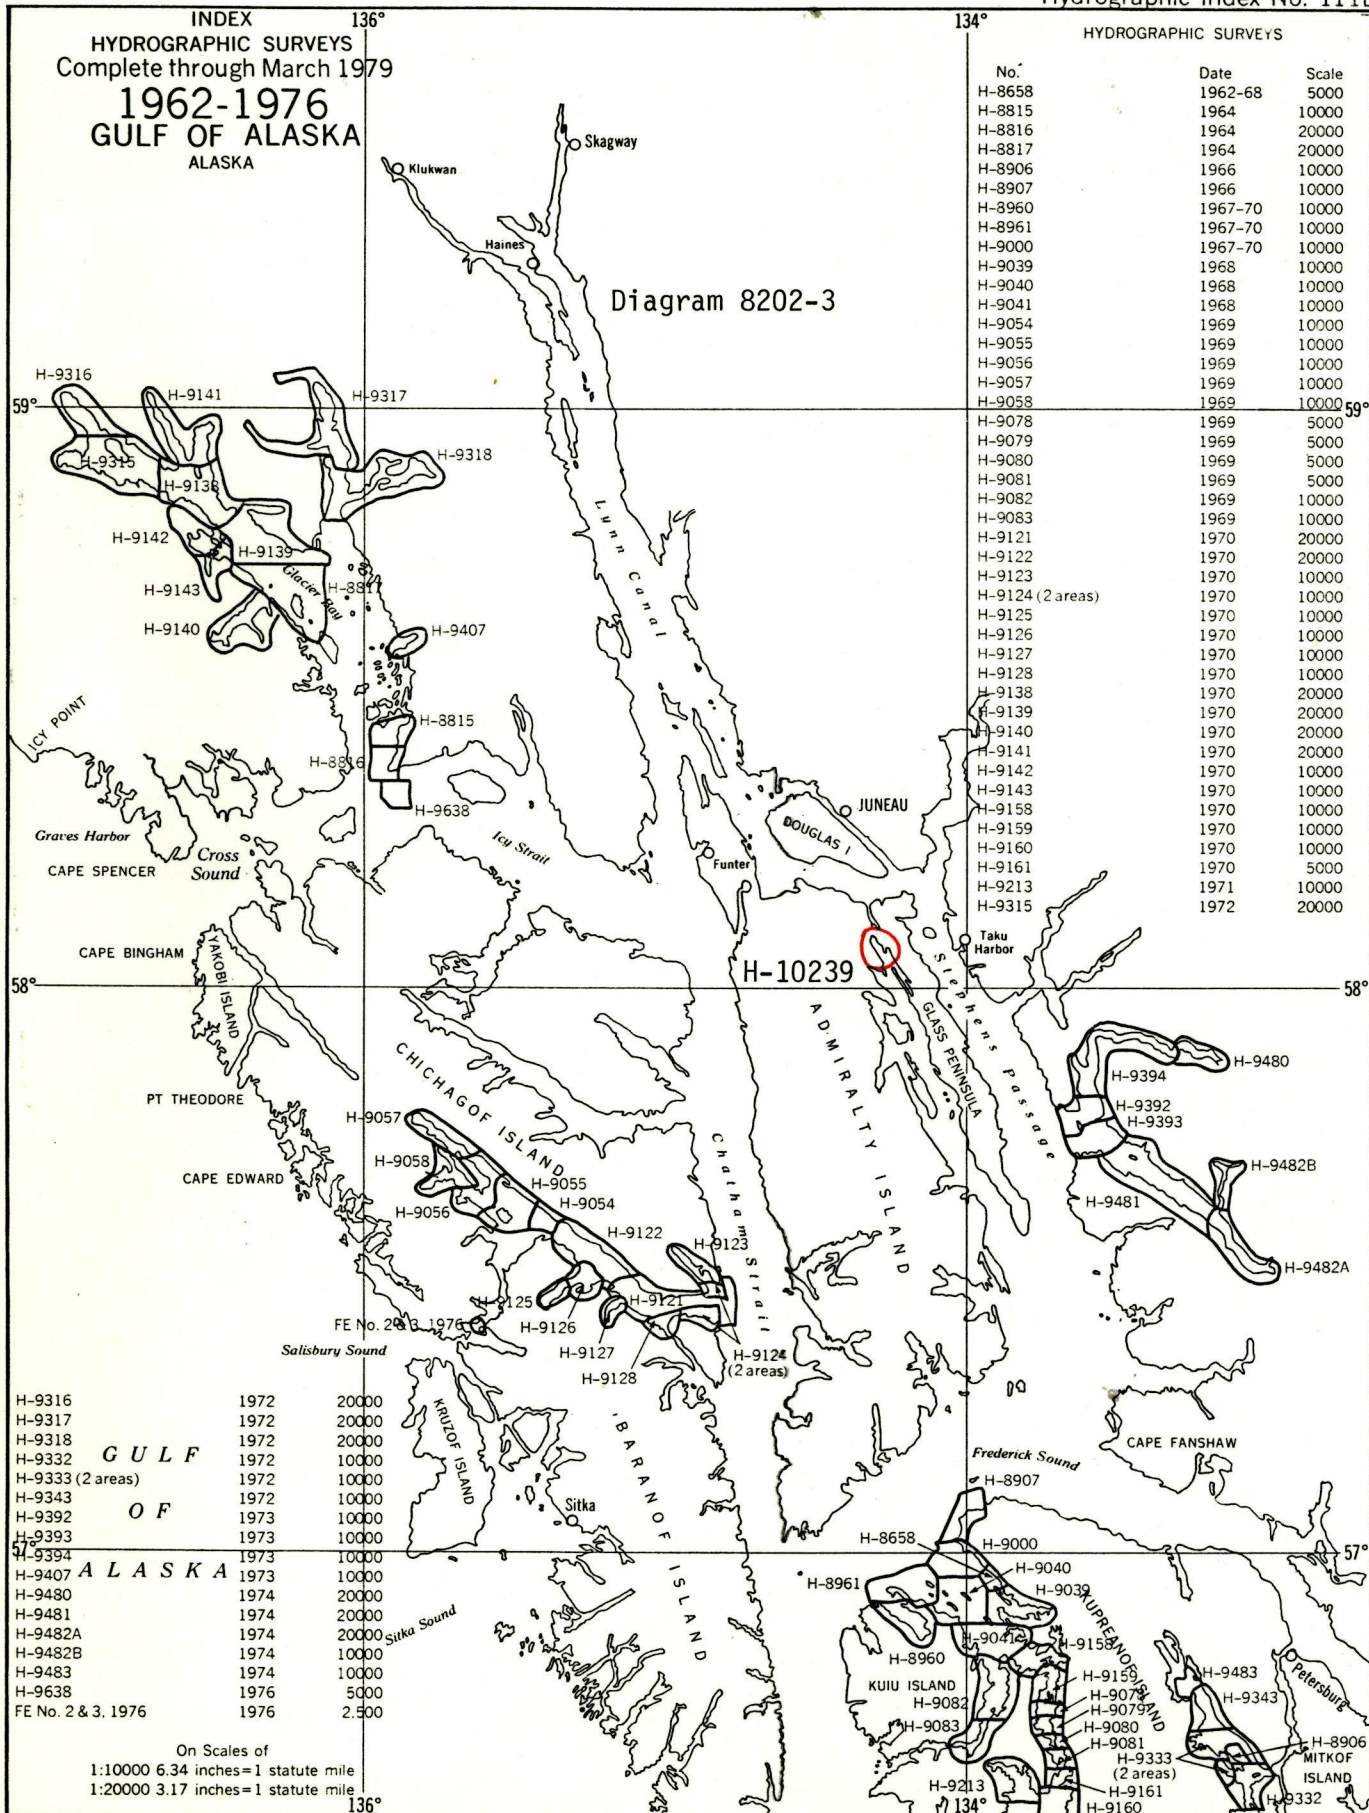 Hydrographic Index No. 111
INDEX
HYDROGRAPHIC SURVEYS
Complete through March 1979
1962-1976
GULF OF ALASKA
ALASKA
136°
134°
HYDROGRAPHIC SURVEYS
No. Date Scale
H-8658 1962-68 5000
H-8815 1964 10000
H-8816 1964 20000
H-8817 1964 20000
H-8906 1966 10000
H-8907 1966 10000
H-8960 1967-70 10000
H-8961 1967-70 10000
H-9000 1967-70 10000
H-9039 1968 10000
H-9040 1968 10000
H-9041 1968 10000
H-9054 1969 10000
H-9055 1969 10000
H-9056 1969 10000
H-9057 1969 10000
H-9058 1969 10000
H-9078 1969 5000
H-9079 1969 5000
H-9080 1969 5000
H-9081 1969 5000
H-9082 1969 10000
H-9083 1969 10000
H-9121 1970 20000
H-9122 1970 20000
H-9123 1970 10000
H-9124 (2 areas) 1970 10000
H-9125 1970 10000
H-9126 1970 10000
H-9127 1970 10000
H-9128 1970 10000
H-9138 1970 20000
H-9139 1970 20000
H-9140 1970 20000
H-9141 1970 20000
H-9142 1970 10000
H-9143 1970 10000
H-9158 1970 10000
H-9159 1970 10000
H-9160 1970 10000
H-9161 1970 5000
H-9213 1971 10000
H-9315 1972 20000
Skagway
Klukwan
Haines
Diagram 8202-3
H-9316
H-9141
H-9317
59°
59°
H-9315
H-9318
H-9138
H-9142
H-9139
Lynn Canal
Glacier Bay
H-9143
H-8817
H-9140
H-9407
ICY POINT
H-8815
H-8816
H-9638
JUNEAU
DOUGLAS I
Graves Harbor
Cross
Sound
Icy Strait
Funter
CAPE SPENCER
Taku
Harbor
CAPE BINGHAM
YAKOBI ISLAND
H-10239
Stephens Passage
58°
58°
GLASS PENINSULA
ADMIRALTY ISLAND
CHICHAGOF ISLAND
H-9480
H-9394
PT THEODORE
H-9392
H-9393
H-9057
Chatham Strait
H-9058
CAPE EDWARD
H-9055
H-9482B
H-9056
H-9054
H-9481
H-9122
H-9123
H-9482A
H-9125
H-9121
FE No. 2 & 3, 1976
H-9126
Salisbury Sound
H-9127
H-9124
(2 areas)
H-9128
H-9316 1972 20000
H-9317 1972 20000
H-9318 1972 20000
H-9332 1972 10000
H-9333 (2 areas) 1972 10000
H-9343 1972 10000
H-9392 1973 10000
H-9393 1973 10000
H-9394 1973 10000
H-9407 1973 10000
H-9480 1974 20000
H-9481 1974 20000
H-9482A 1974 20000
H-9482B 1974 10000
H-9483 1974 10000
H-9638 1976 5000
FE No. 2 & 3. 1976 1976 2.500
GULF
OF
ALASKA
KRUZOF ISLAND
BARANOF ISLAND
Sitka
Sitka Sound
CAPE FANSHAW
Frederick Sound
H-8907
57°
57°
H-8658
H-9000
H-9040
H-8961
H-9039
KUPREANOF ISLAND
H-9041
H-9158
H-8960
H-9159
H-9483
Petersburg
KUIU ISLAND
H-9078
H-9343
H-9082
H-9079
H-9083
H-9080
H-9081
H-8906
H-9333
(2 areas)
MITKOF
ISLAND
H-9213
H-9161
H-9332
H-9160
On Scales of
1:10000 6.34 inches=1 statute mile
1:20000 3.17 inches=1 statute mile
136°
134°